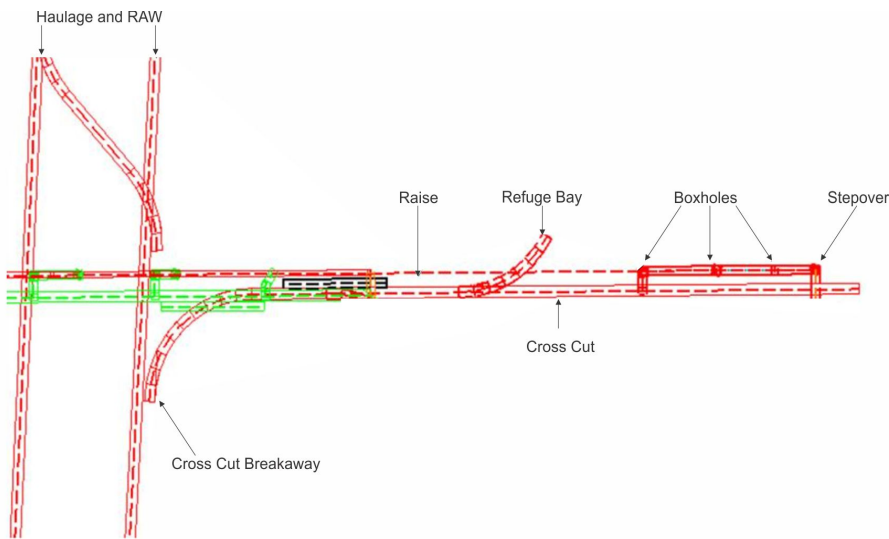 Haulage and RAW
Raise
Refuge Bay
Boxholes
Stepover
Cross Cut
Cross Cut Breakaway